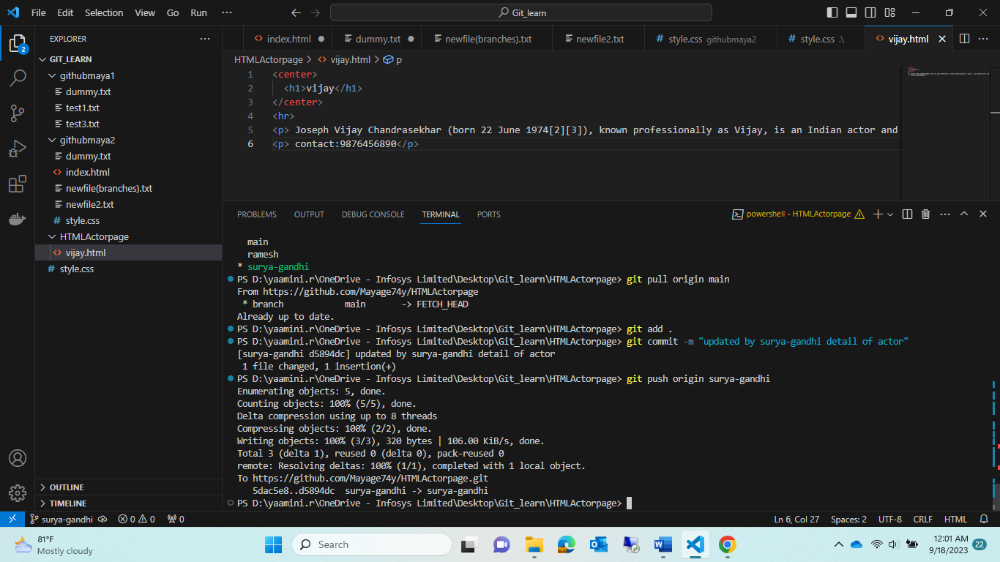 File Edit Selection View Go Run ··· Git_learn
EXPLORER ···
index.html dummy.txt newfile(branches).txt newfile2.txt style.css githubmaya2 style.css .\ vijay.html
2
GIT_LEARN
githubmaya1
dummy.txt
test1.txt
test3.txt
githubmaya2
dummy.txt
index.html
newfile(branches).txt
newfile2.txt
style.css
HTMLActorpage
vijay.html
style.css
OUTLINE
TIMELINE
HTMLActorpage > vijay.html > p
1 <center>
2 <h1>vijay</h1>
3 </center>
4 <hr>
5 <p> Joseph Vijay Chandrasekhar (born 22 June 1974[2][3]), known professionally as Vijay, is an Indian actor and
6 <p> contact:9876456890</p>
PROBLEMS OUTPUT DEBUG CONSOLE TERMINAL PORTS powershell - HTMLActorpage
main
ramesh
* surya-gandhi
PS D:\yaamini.r\OneDrive - Infosys Limited\Desktop\Git_learn\HTMLActorpage> git pull origin main
From https://github.com/Mayage74y/HTMLActorpage
* branch main -> FETCH_HEAD
Already up to date.
PS D:\yaamini.r\OneDrive - Infosys Limited\Desktop\Git_learn\HTMLActorpage> git add .
PS D:\yaamini.r\OneDrive - Infosys Limited\Desktop\Git_learn\HTMLActorpage> git commit -m "updated by surya-gandhi detail of actor"
[surya-gandhi d5894dc] updated by surya-gandhi detail of actor
1 file changed, 1 insertion(+)
PS D:\yaamini.r\OneDrive - Infosys Limited\Desktop\Git_learn\HTMLActorpage> git push origin surya-gandhi
Enumerating objects: 5, done.
Counting objects: 100% (5/5), done.
Delta compression using up to 8 threads
Compressing objects: 100% (2/2), done.
Writing objects: 100% (3/3), 320 bytes | 106.00 KiB/s, done.
Total 3 (delta 1), reused 0 (delta 0), pack-reused 0
remote: Resolving deltas: 100% (1/1), completed with 1 local object.
To https://github.com/Mayage74y/HTMLActorpage.git
5dac5e8..d5894dc surya-gandhi -> surya-gandhi
PS D:\yaamini.r\OneDrive - Infosys Limited\Desktop\Git_learn\HTMLActorpage>
surya-gandhi 0 0 0 Ln 6, Col 27 Spaces: 2 UTF-8 CRLF HTML
81°F
Mostly cloudy
Search
12:01 AM
9/18/2023
22